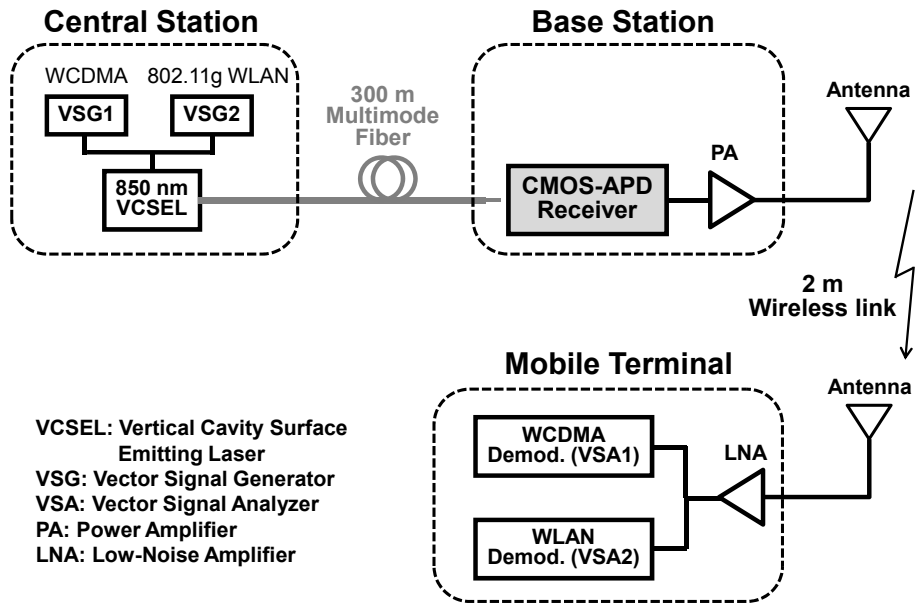 Central Station
WCDMA 802.11g WLAN
VSG1
VSG2
850 nm
VCSEL
300 m
Multimode
Fiber
Base Station
CMOS-APD
Receiver
PA
Antenna
2 m
Wireless link
Mobile Terminal
Antenna
WCDMA
Demod. (VSA1)
LNA
WLAN
Demod. (VSA2)
VCSEL: Vertical Cavity Surface
Emitting Laser
VSG: Vector Signal Generator
VSA: Vector Signal Analyzer
PA: Power Amplifier
LNA: Low-Noise Amplifier